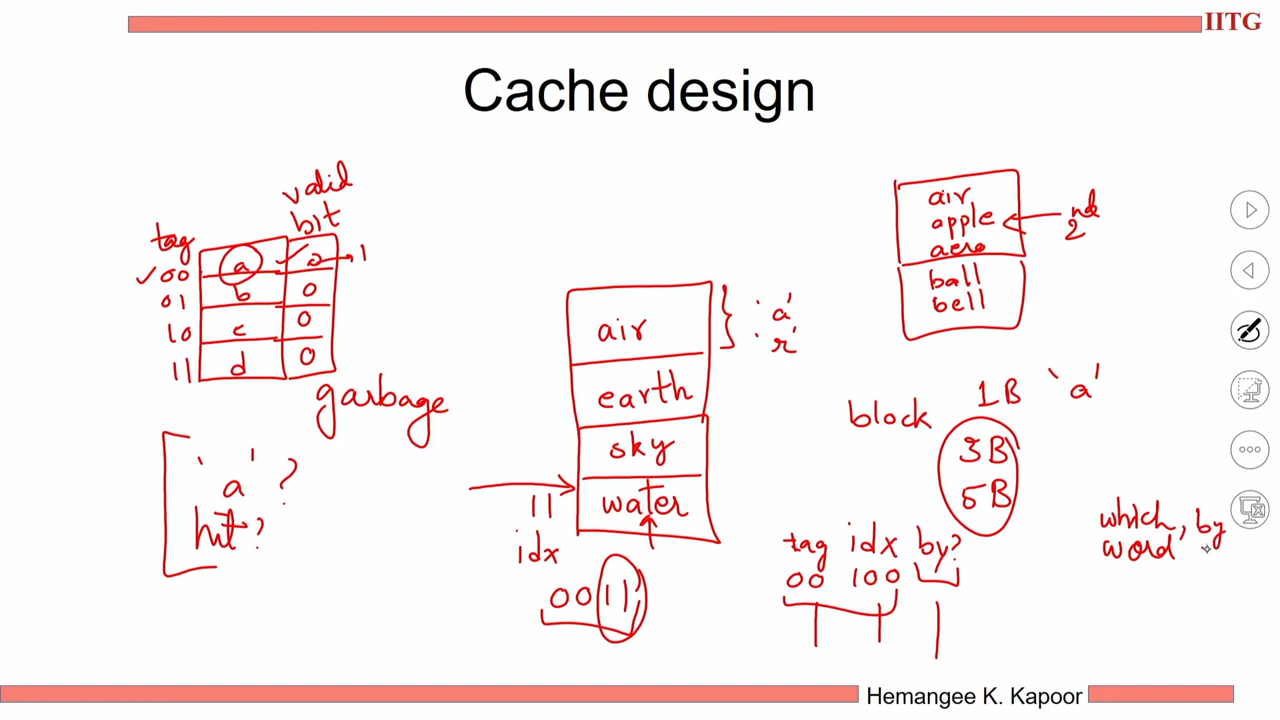 IITG
Cache design
valid
bit
tag
00 a 0 → 1
01 b 0
10 c 0
11 d 0
garbage
'a' ?
hit?
air
earth
sky
water
'a'
'r'
11
idx
0011
air
apple
aero
ball
bell
2nd
block 1B 'a'
3B
5B
tag idx by?
00 100
which, by
word
Hemangee K. Kapoor